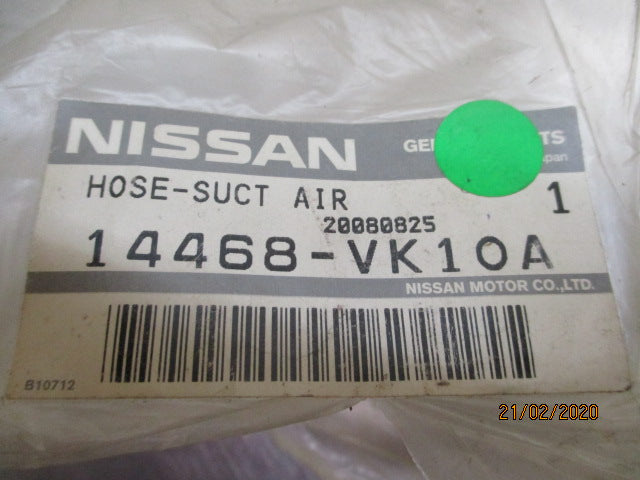 NISSAN
HOSE-SUCT AIR 1
20080825
14468-VK10A
NISSAN MOTOR CO.,LTD.
B10712
21/02/2020